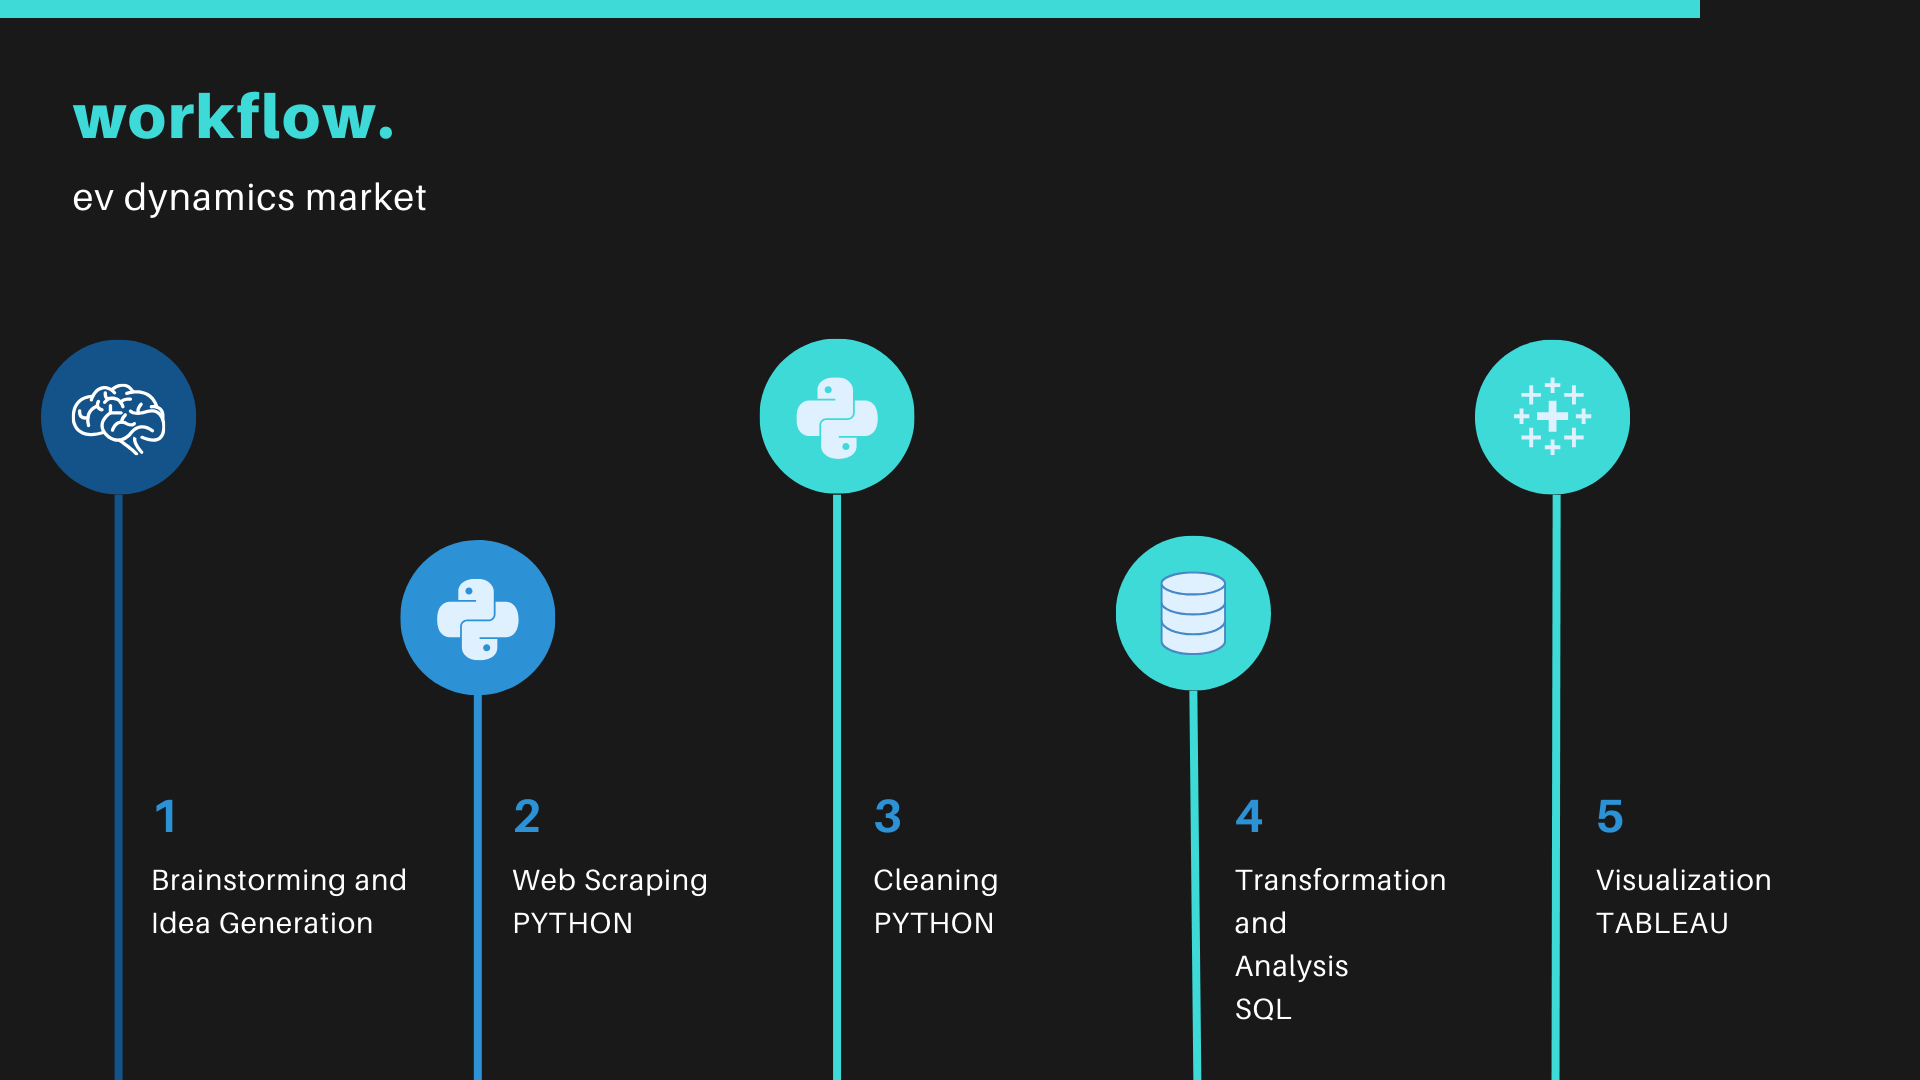 workflow.
ev dynamics market
1
Brainstorming and
Idea Generation
2
Web Scraping
PYTHON
3
Cleaning
PYTHON
4
Transformation
and
Analysis
SQL
5
Visualization
TABLEAU